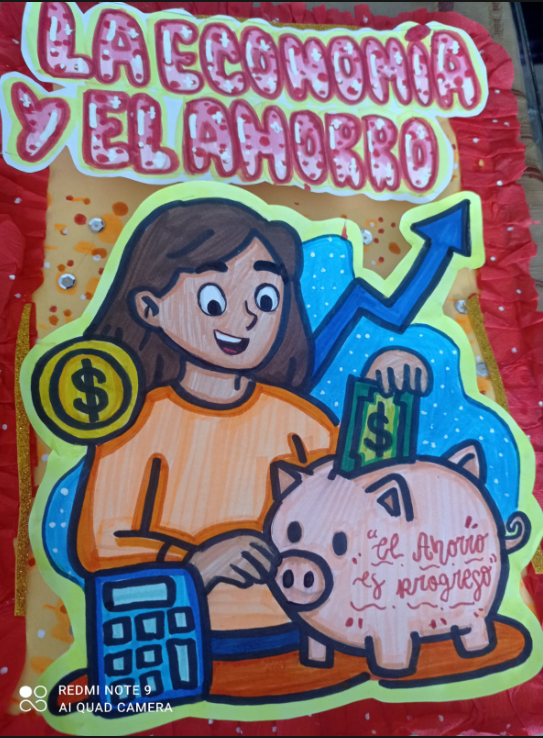 LA ECONOMÍA
Y EL AHORRO
$
$
"El Ahorro
es progreso"
REDMI NOTE 9
AI QUAD CAMERA